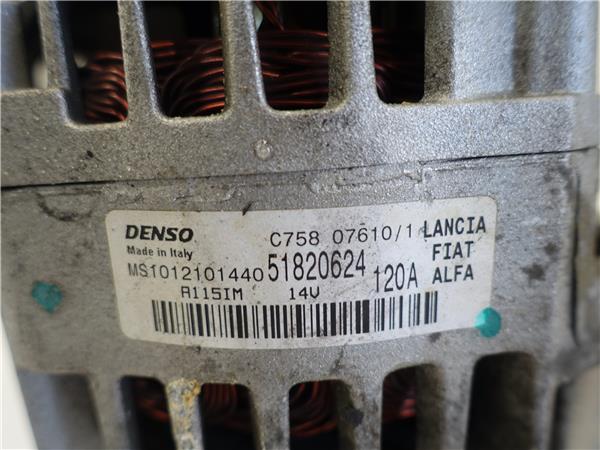 DENSO C758 07610/1 LANCIA
Made in Italy FIAT
MS1012101440 51820624 120A ALFA
A115IM 14V